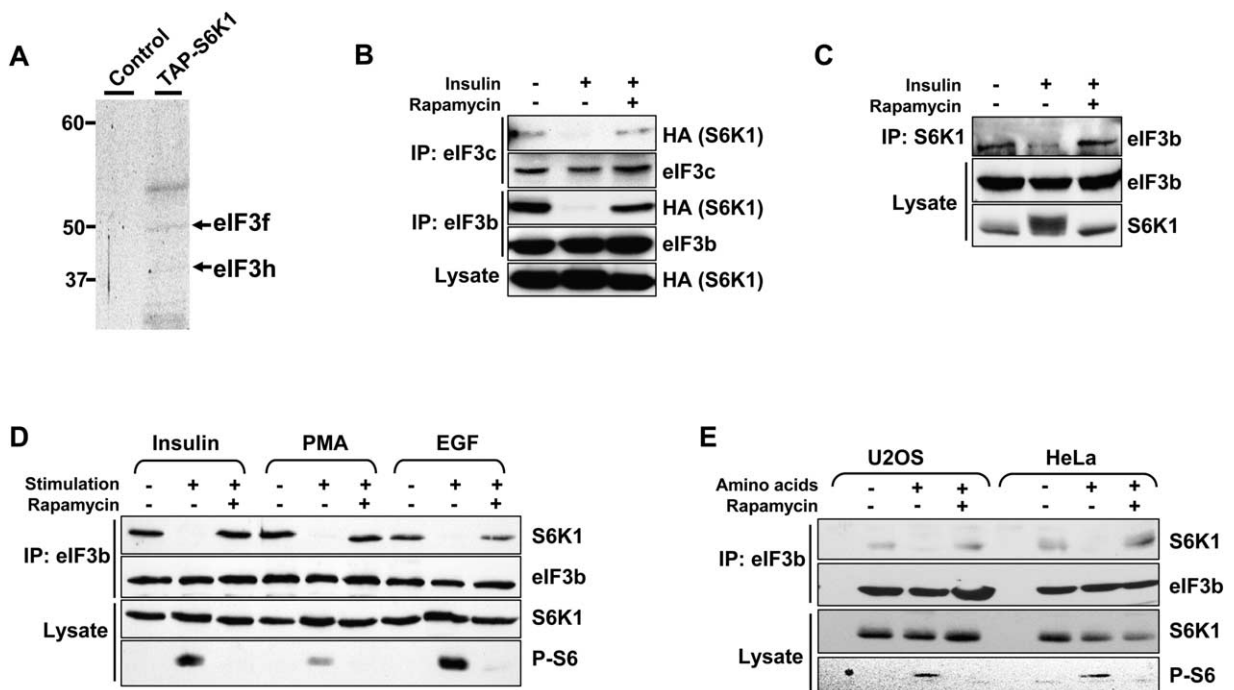 A
Control
TAP-S6K1
60
50
37
eIF3f
eIF3h
B
Insulin - + +
Rapamycin - - +
IP: eIF3c
HA (S6K1)
eIF3c
IP: eIF3b
HA (S6K1)
eIF3b
Lysate
HA (S6K1)
C
Insulin - + +
Rapamycin - - +
IP: S6K1
eIF3b
Lysate
eIF3b
S6K1
D
Insulin PMA EGF
Stimulation - + + - + + - + +
Rapamycin - - + - - + - - +
IP: eIF3b
S6K1
eIF3b
Lysate
S6K1
P-S6
E
U2OS HeLa
Amino acids - + + - + +
Rapamycin - - + - - +
IP: eIF3b
S6K1
eIF3b
Lysate
S6K1
P-S6